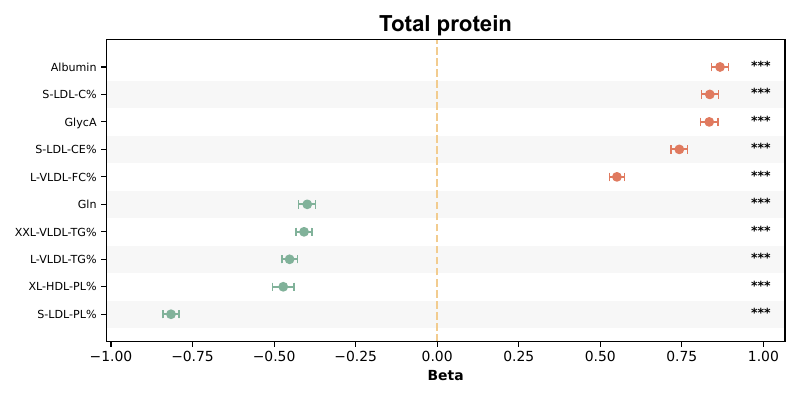 Total protein
Albumin ***
S-LDL-C% ***
GlycA ***
S-LDL-CE% ***
L-VLDL-FC% ***
Gln ***
XXL-VLDL-TG% ***
L-VLDL-TG% ***
XL-HDL-PL% ***
S-LDL-PL% ***
−1.00 −0.75 −0.50 −0.25 0.00 0.25 0.50 0.75 1.00
Beta